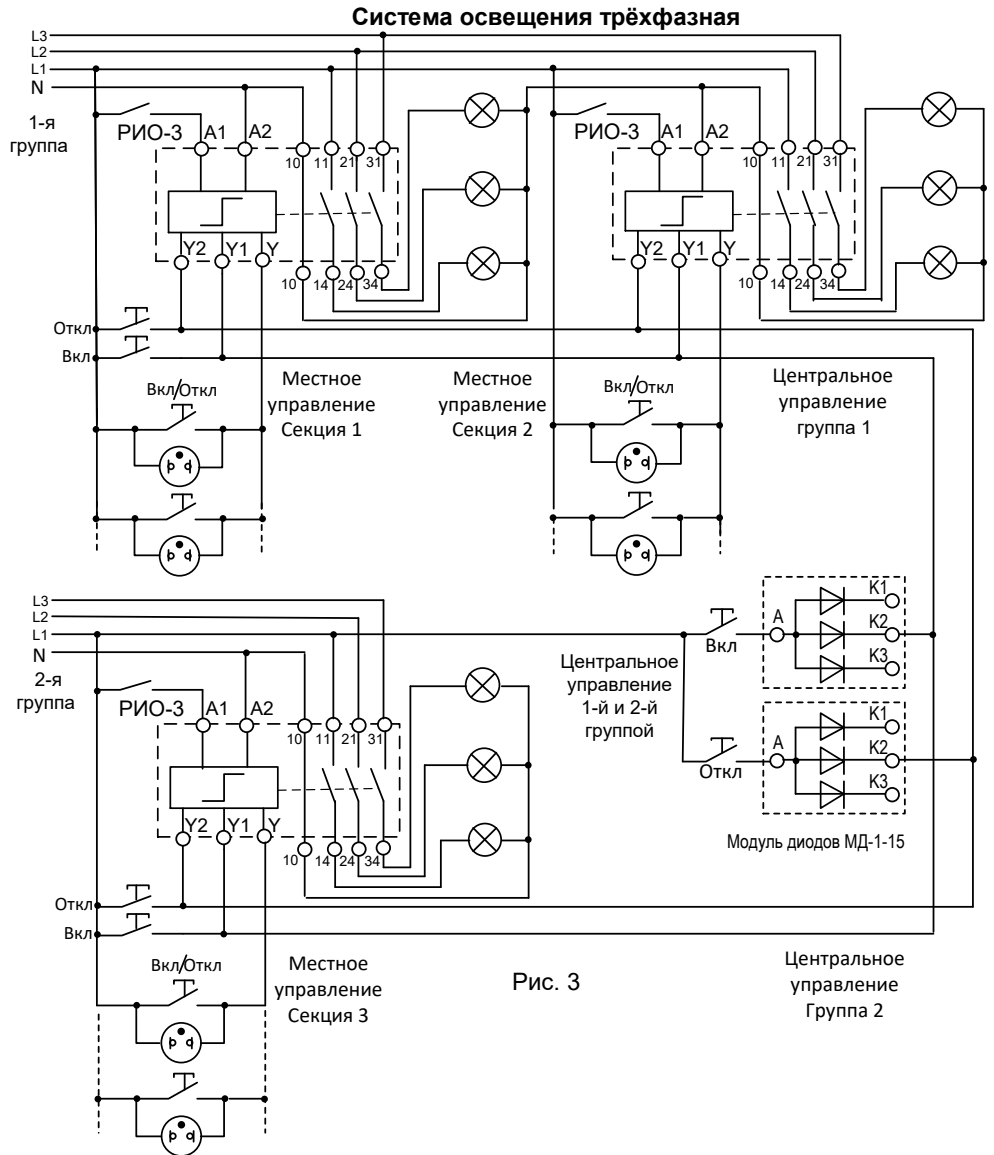 Система освещения трёхфазная
L3
L2
L1
N
1-я
группа
РИО-3
A1
A2
10
11
21
31
Y2
Y1
Y
10
14
24
34
РИО-3
A1
A2
10
11
21
31
Y2
Y1
Y
10
14
24
34
Откл
Вкл
Вкл/Откл
Местное
управление
Секция 1
Местное
управление
Секция 2
Вкл/Откл
Центральное
управление
группа 1
L3
L2
L1
N
2-я
группа
РИО-3
A1
A2
10
11
21
31
Y2
Y1
Y
10
14
24
34
Центральное
управление
1-й и 2-й
группой
Вкл
A
K1
K2
K3
Откл
A
K1
K2
K3
Модуль диодов МД-1-15
Откл
Вкл
Вкл/Откл
Местное
управление
Секция 3
Рис. 3
Центральное
управление
Группа 2